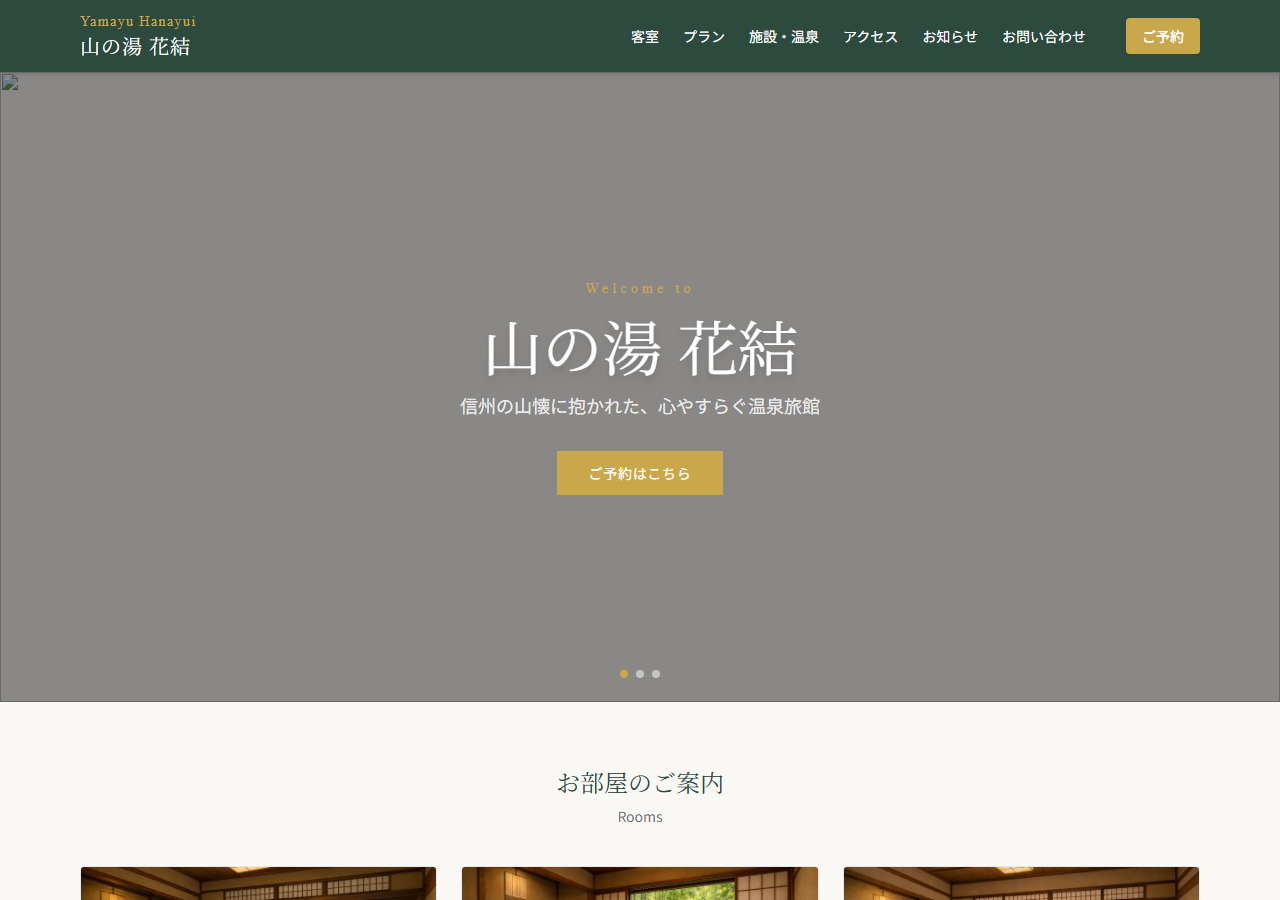 Yamayu Hanayui
山の湯 花結
客室 プラン 施設・温泉 アクセス お知らせ お問い合わせ ご予約
Welcome to
山の湯 花結
信州の山懐に抱かれた、心やすらぐ温泉旅館
ご予約はこちら
お部屋のご案内
Rooms